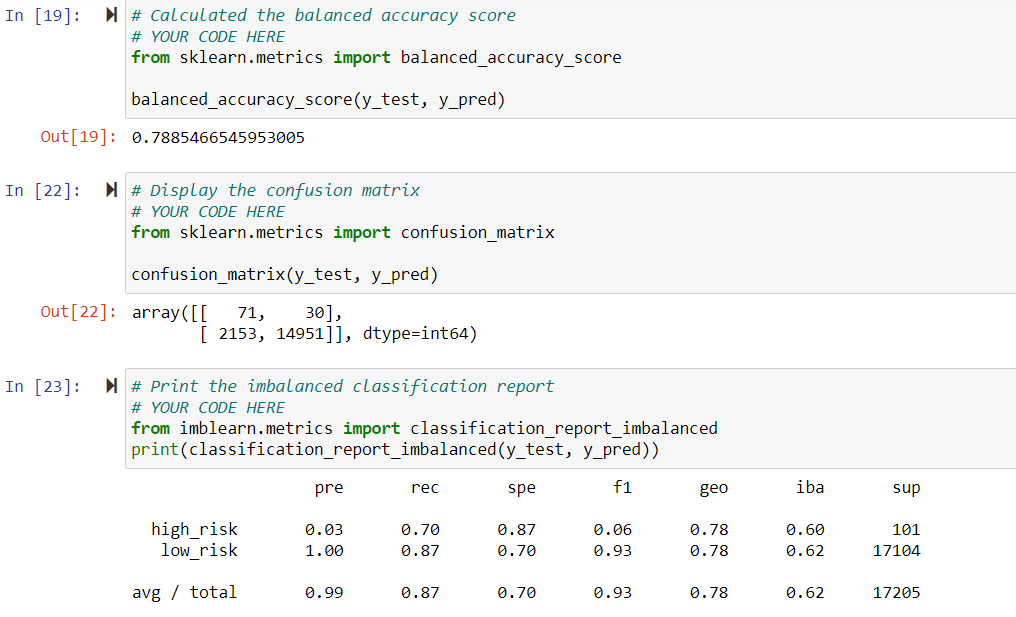 In [19]: # Calculated the balanced accuracy score
# YOUR CODE HERE
from sklearn.metrics import balanced_accuracy_score
balanced_accuracy_score(y_test, y_pred)
Out[19]: 0.7885466545953005
In [22]: # Display the confusion matrix
# YOUR CODE HERE
from sklearn.metrics import confusion_matrix
confusion_matrix(y_test, y_pred)
Out[22]: array([[   71,    30],
       [ 2153, 14951]], dtype=int64)
In [23]: # Print the imbalanced classification report
# YOUR CODE HERE
from imblearn.metrics import classification_report_imbalanced
print(classification_report_imbalanced(y_test, y_pred))
pre rec spe f1 geo iba sup
high_risk 0.03 0.70 0.87 0.06 0.78 0.60 101
low_risk 1.00 0.87 0.70 0.93 0.78 0.62 17104
avg / total 0.99 0.87 0.70 0.93 0.78 0.62 17205